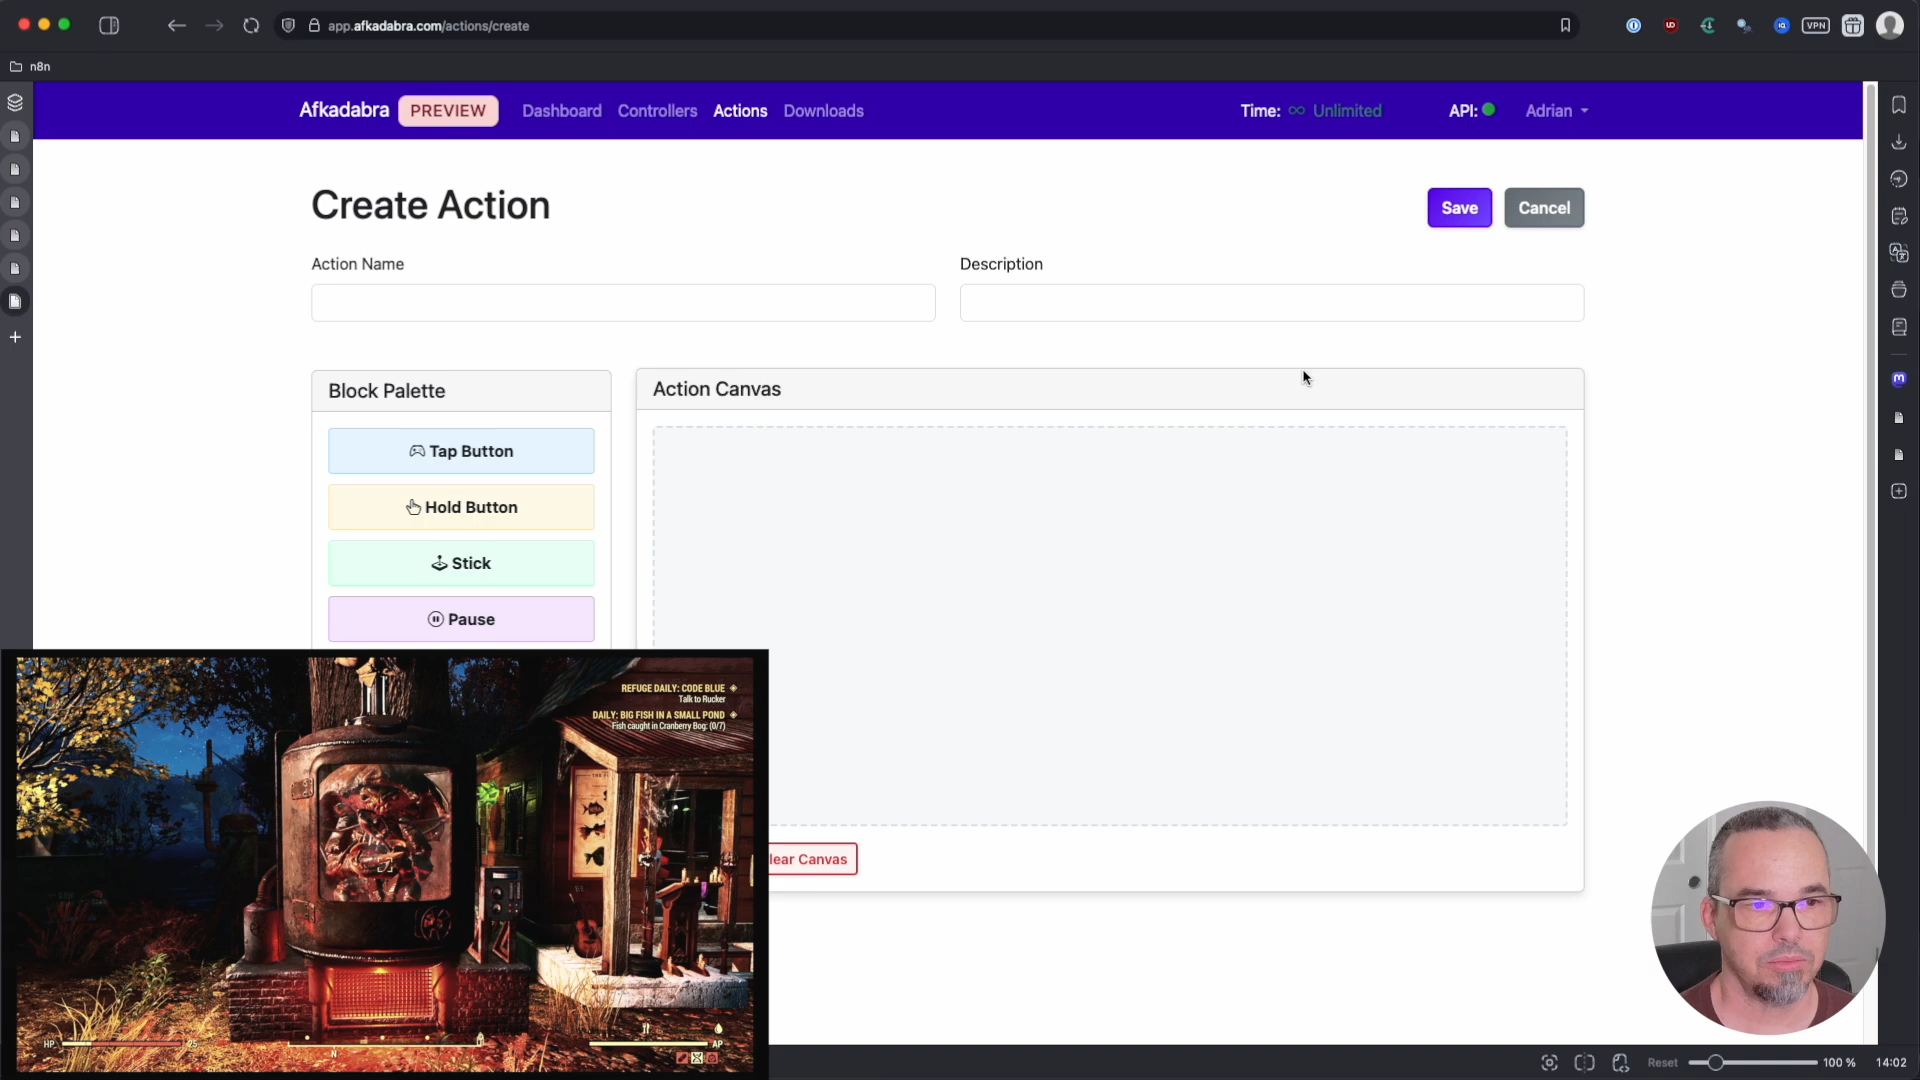 app.afkadabra.com/actions/create
VPN
n8n
Afkadabra PREVIEW Dashboard Controllers Actions Downloads Time: ∞ Unlimited API: Adrian
Create Action
Save Cancel
Action Name
Description
Block Palette
Action Canvas
Tap Button
Hold Button
Stick
Pause
REFUGE DAILY: CODE BLUE
Talk to Rucker
DAILY: BIG FISH IN A SMALL POND
Fish caught in Cranberry Bog: (0/7)
lear Canvas
HP
N
AP
Reset 100 % 14:02